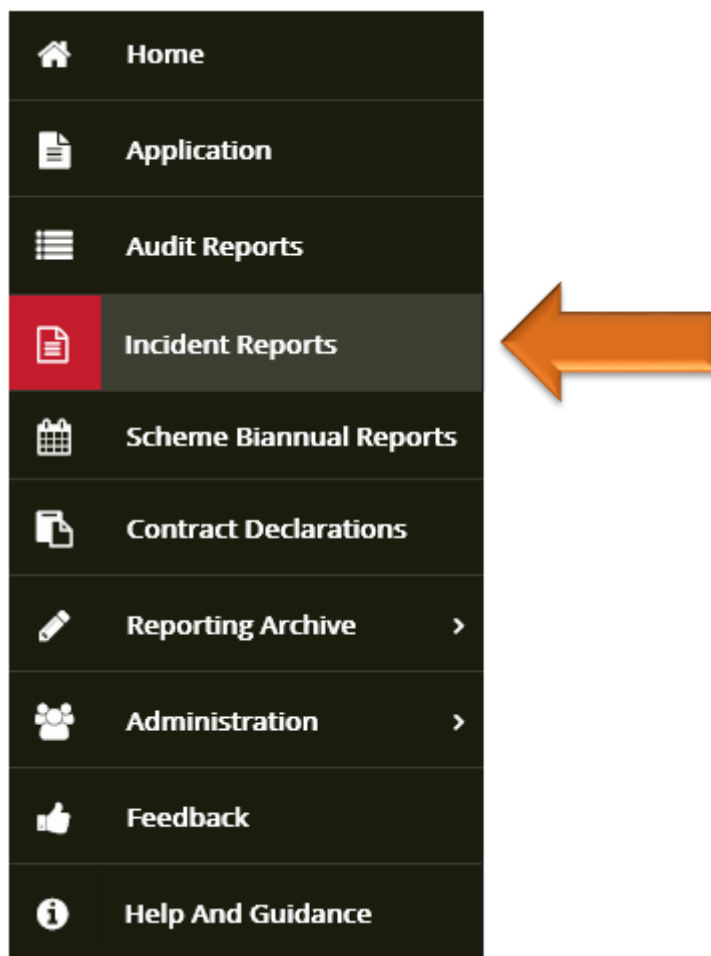 Home
Application
Audit Reports
Incident Reports
Scheme Biannual Reports
Contract Declarations
Reporting Archive
Administration
Feedback
Help And Guidance